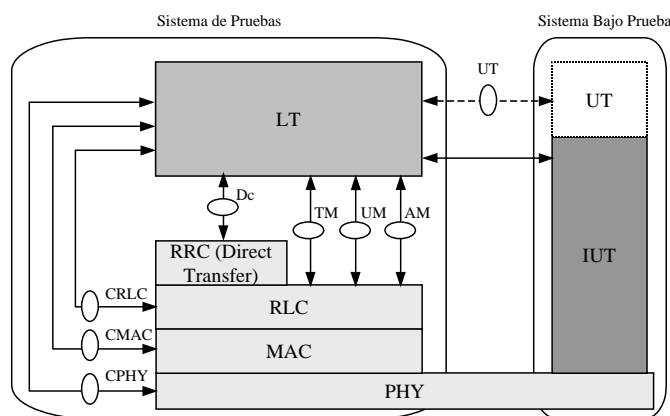 Sistema de Pruebas
Sistema Bajo Prueba
UT
UT
LT
Dc
TM
UM
AM
IUT
RRC (Direct
Transfer)
CRLC
RLC
CMAC
MAC
CPHY
PHY